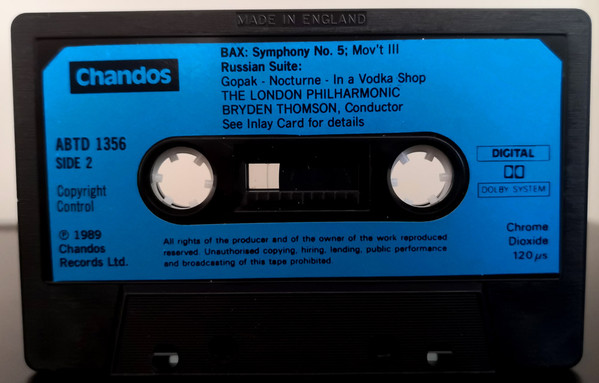 MADE IN ENGLAND
Chandos
BAX: Symphony No. 5; Mov't III
Russian Suite:
Gopak - Nocturne - In a Vodka Shop
THE LONDON PHILHARMONIC
BRYDEN THOMSON, Conductor
See Inlay Card for details
ABTD 1356
SIDE 2
Copyright
Control
℗ 1989
Chandos
Records Ltd.
DIGITAL
DOLBY SYSTEM
Chrome
Dioxide
120 µs
All rights of the producer and of the owner of the work reproduced
reserved. Unauthorised copying, hiring, lending, public performance
and broadcasting of this tape prohibited.